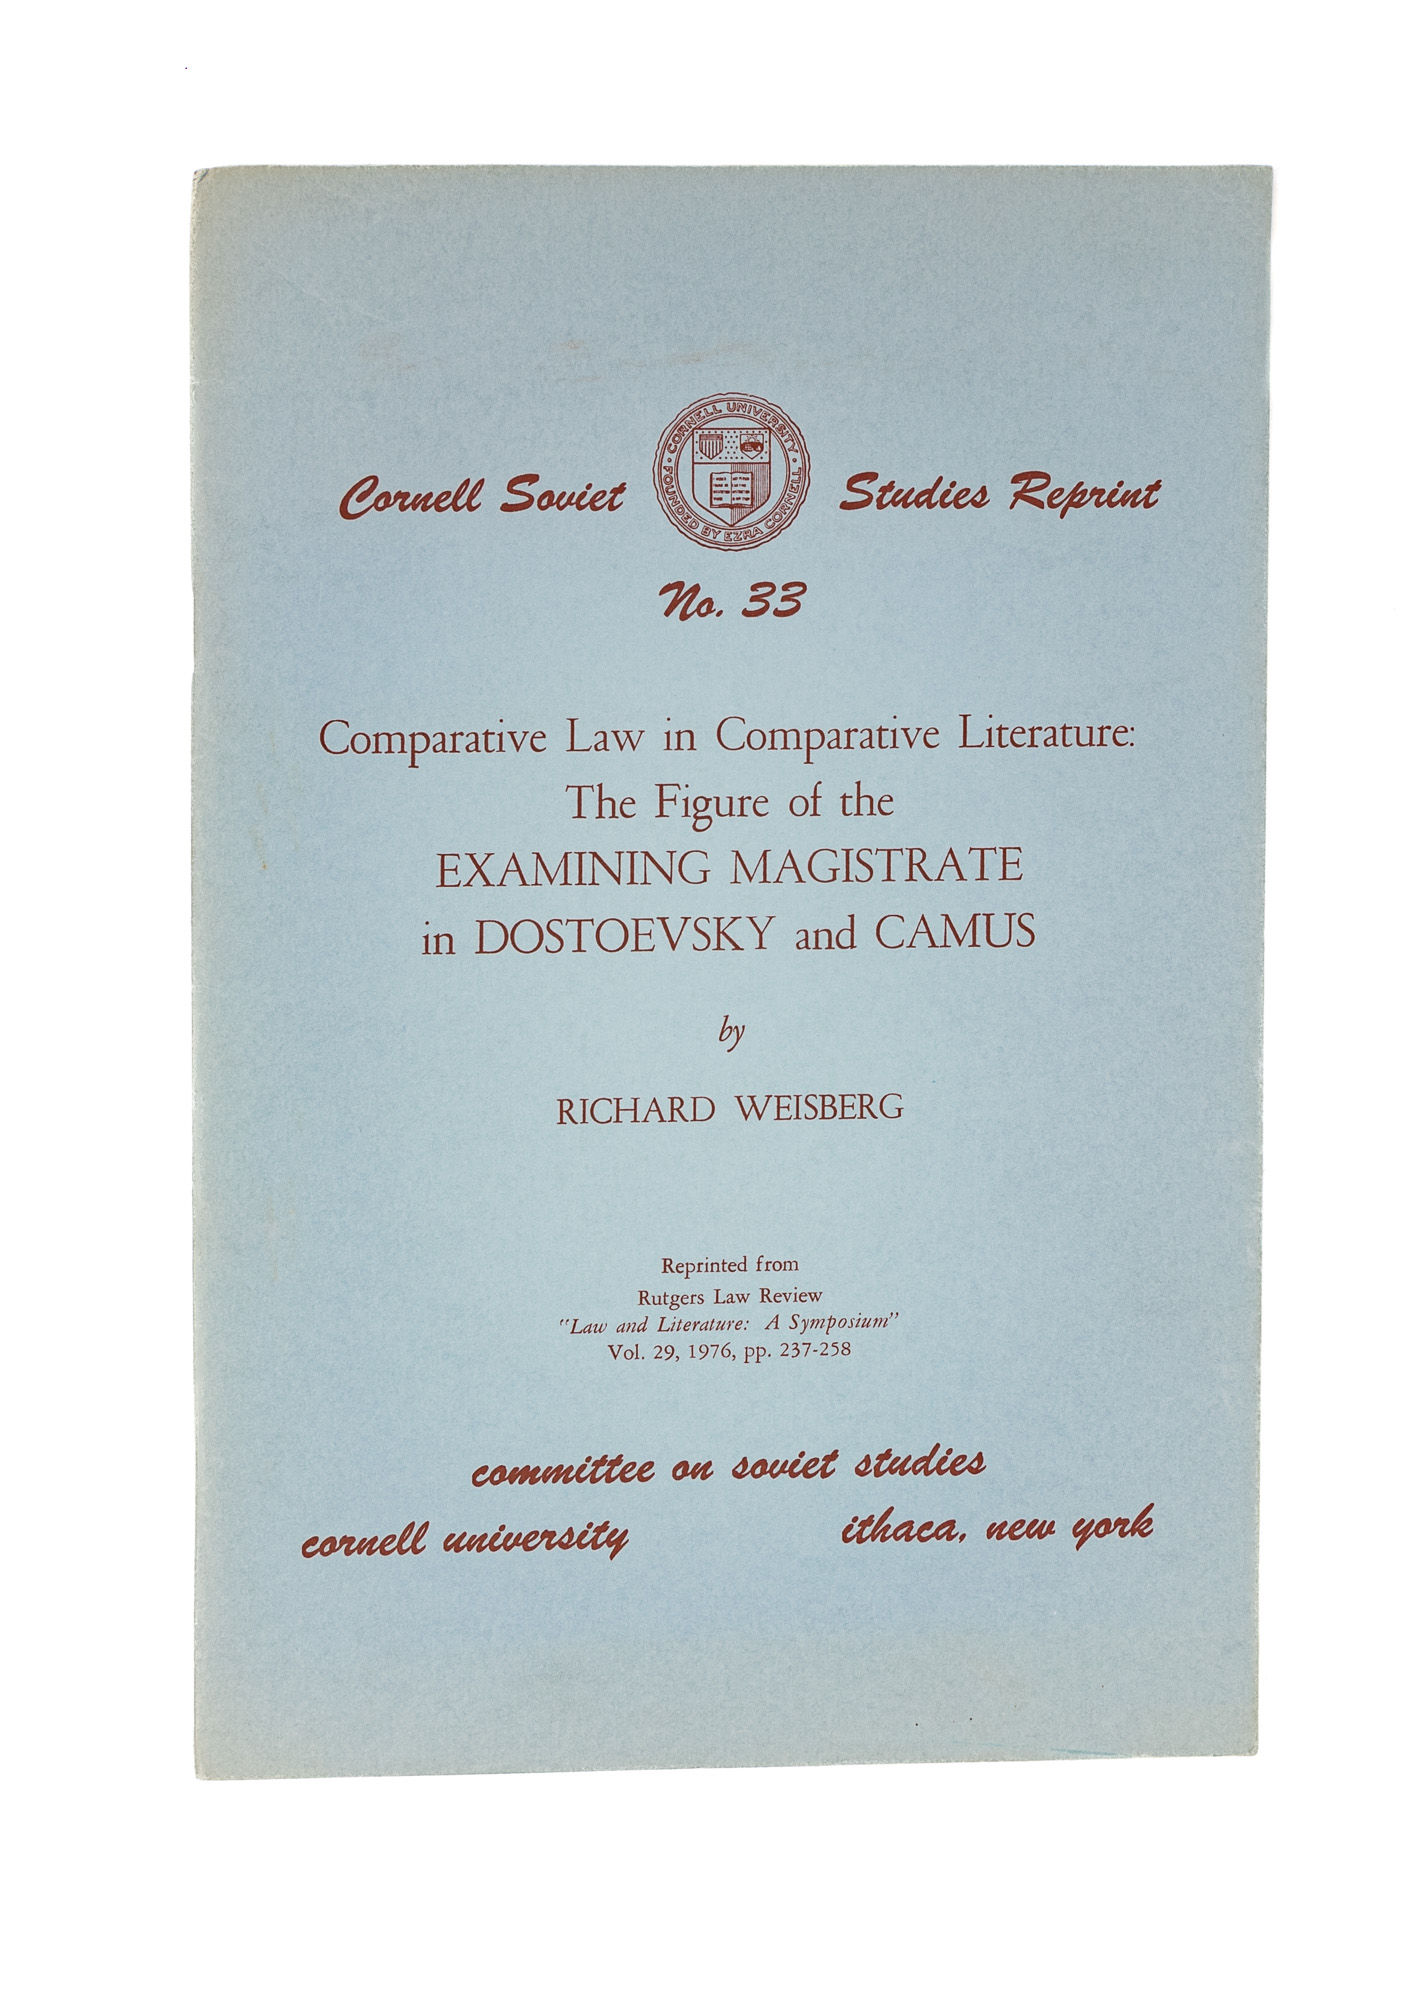 Cornell Soviet Studies Reprint
CORNELL UNIVERSITY
FOUNDED BY EZRA CORNELL
No. 33
Comparative Law in Comparative Literature:
The Figure of the
EXAMINING MAGISTRATE
in DOSTOEVSKY and CAMUS
by
RICHARD WEISBERG
Reprinted from
Rutgers Law Review
"Law and Literature: A Symposium"
Vol. 29, 1976, pp. 237-258
committee on soviet studies
cornell university ithaca, new york